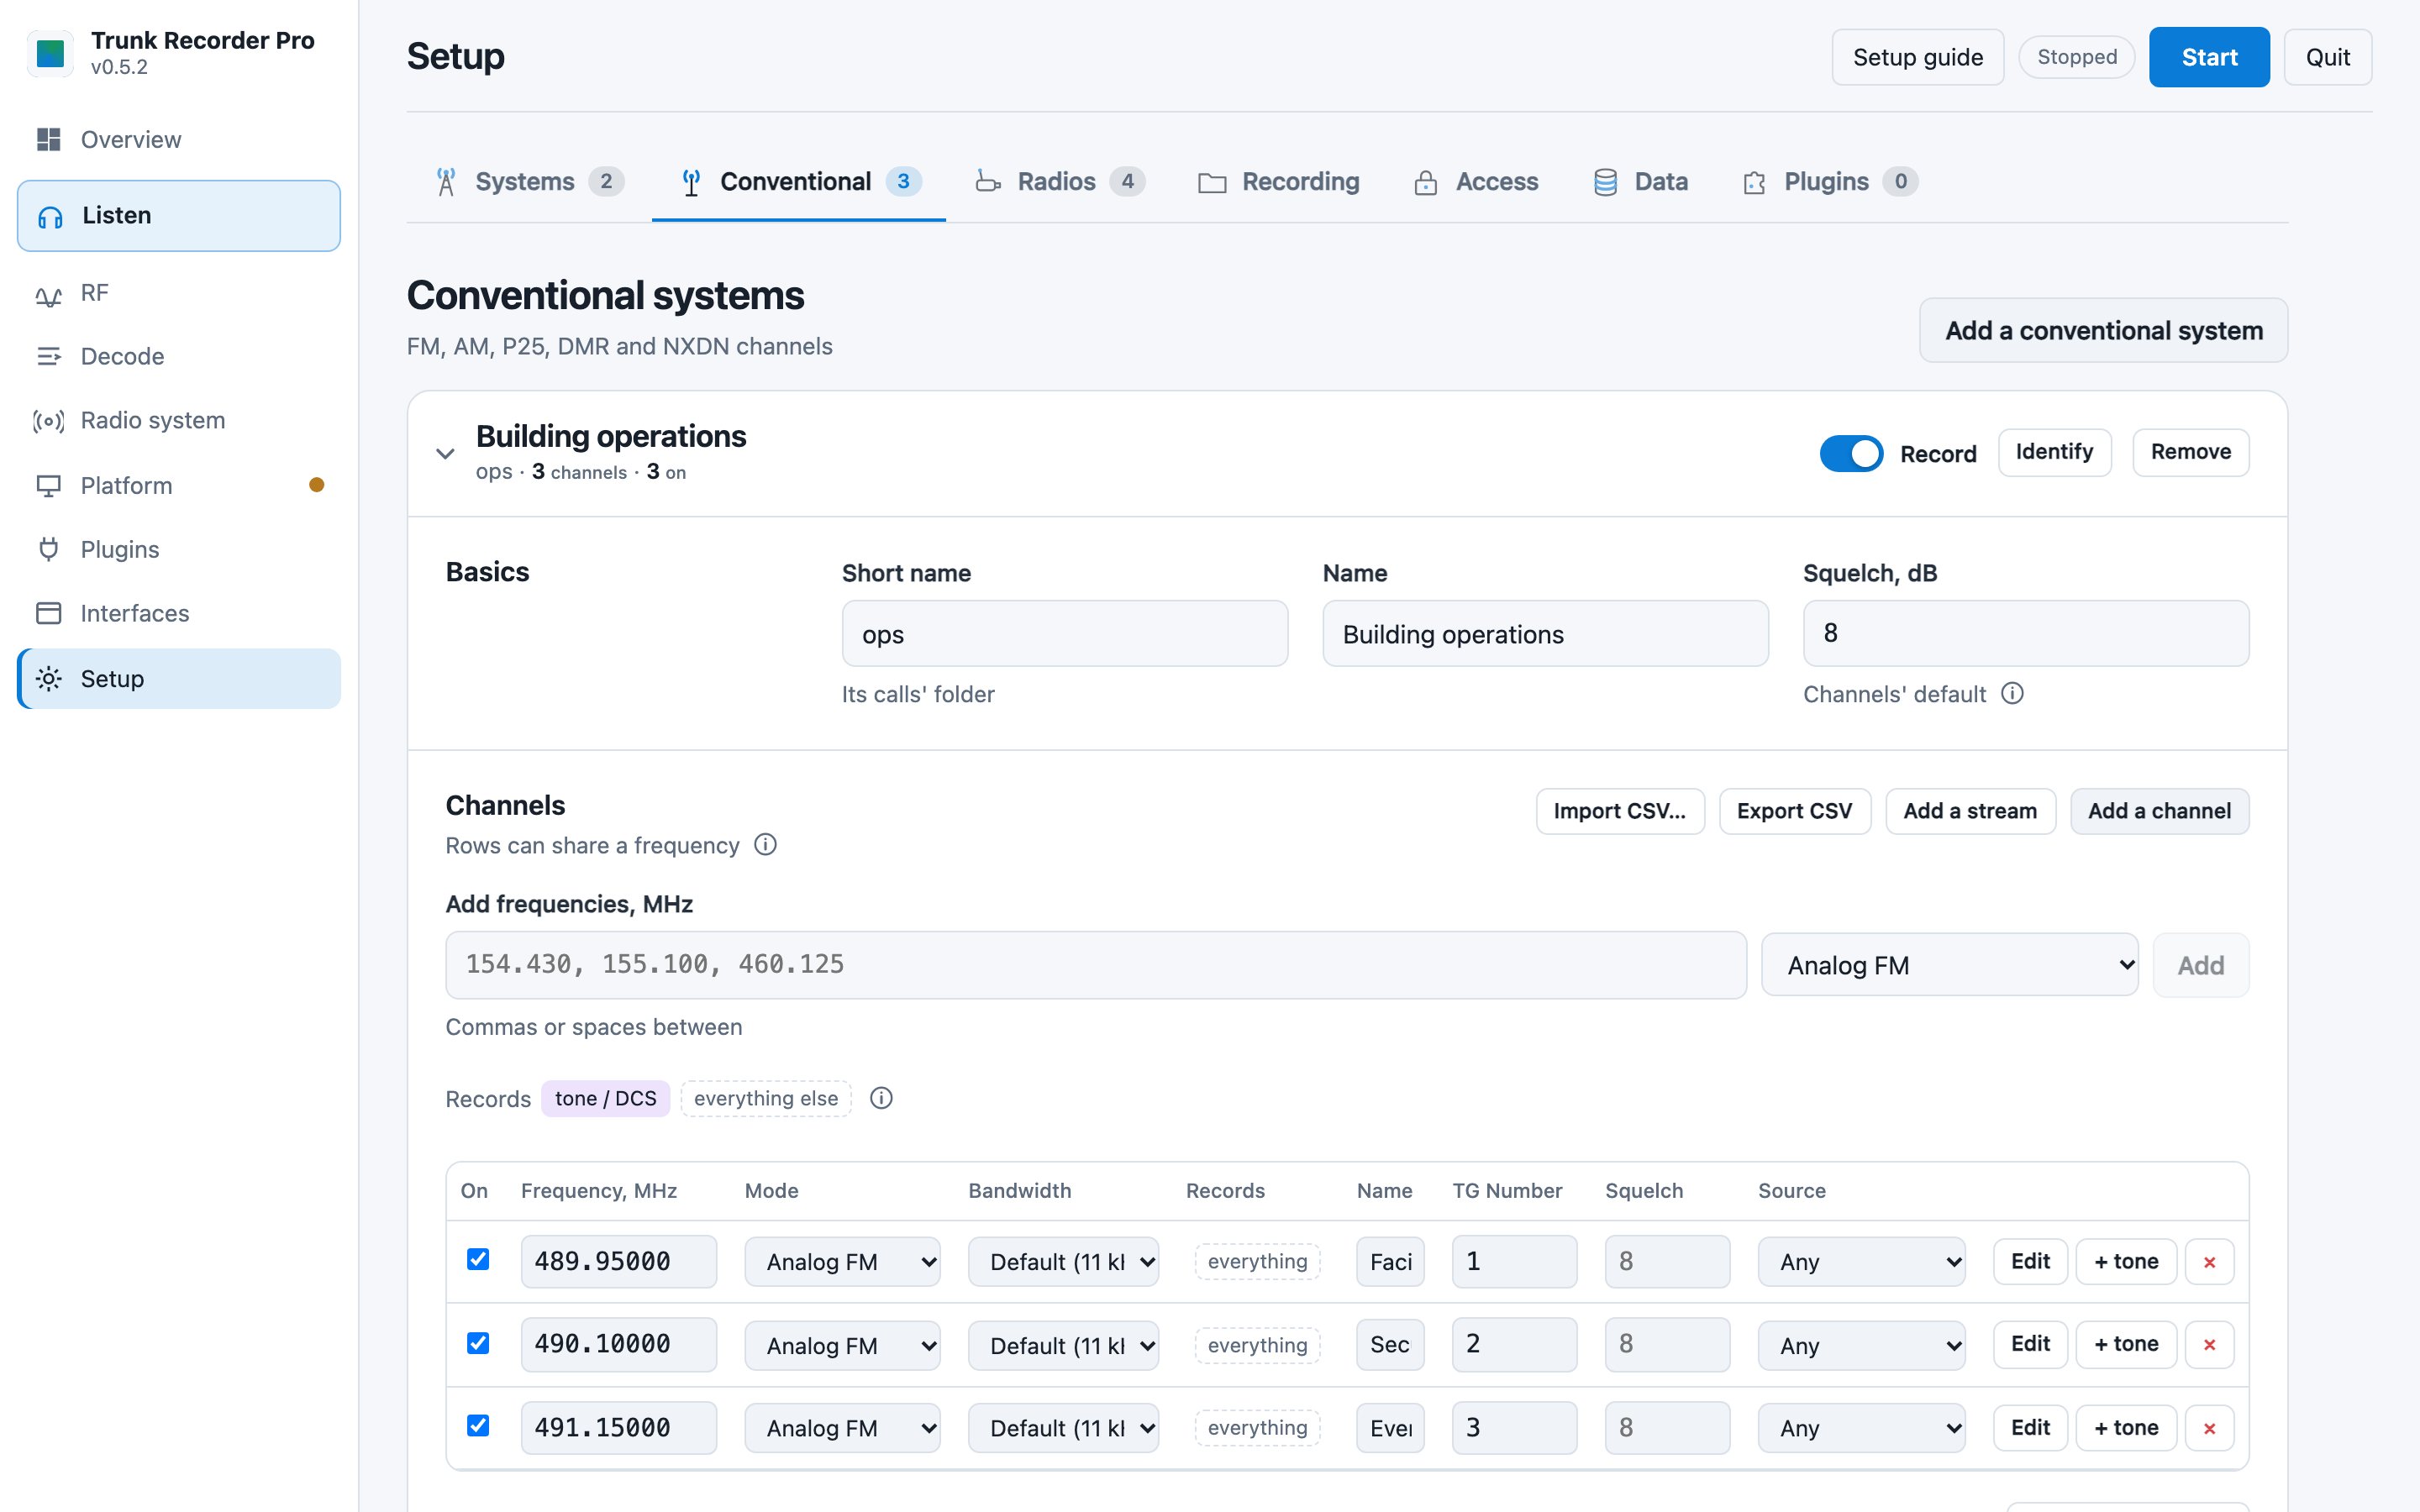 Trunk Recorder Pro
v0.5.2
Overview
Listen
RF
Decode
Radio system
Platform
Plugins
Interfaces
Setup
Setup
Setup guide
Stopped
Start
Quit
Systems 2
Conventional 3
Radios 4
Recording
Access
Data
Plugins 0
Conventional systems
FM, AM, P25, DMR and NXDN channels
Add a conventional system
Building operations
ops · 3 channels · 3 on
Record
Identify
Remove
Basics
Short name
ops
Its calls' folder
Name
Building operations
Squelch, dB
8
Channels' default
Channels
Rows can share a frequency
Import CSV...
Export CSV
Add a stream
Add a channel
Add frequencies, MHz
154.430, 155.100, 460.125
Analog FM
Add
Commas or spaces between
Records tone / DCS everything else
On Frequency, MHz Mode Bandwidth Records Name TG Number Squelch Source
489.95000 Analog FM Default (11 kH everything Faci 1 8 Any Edit + tone ×
490.10000 Analog FM Default (11 kH everything Sec 2 8 Any Edit + tone ×
491.15000 Analog FM Default (11 kH everything Ever 3 8 Any Edit + tone ×